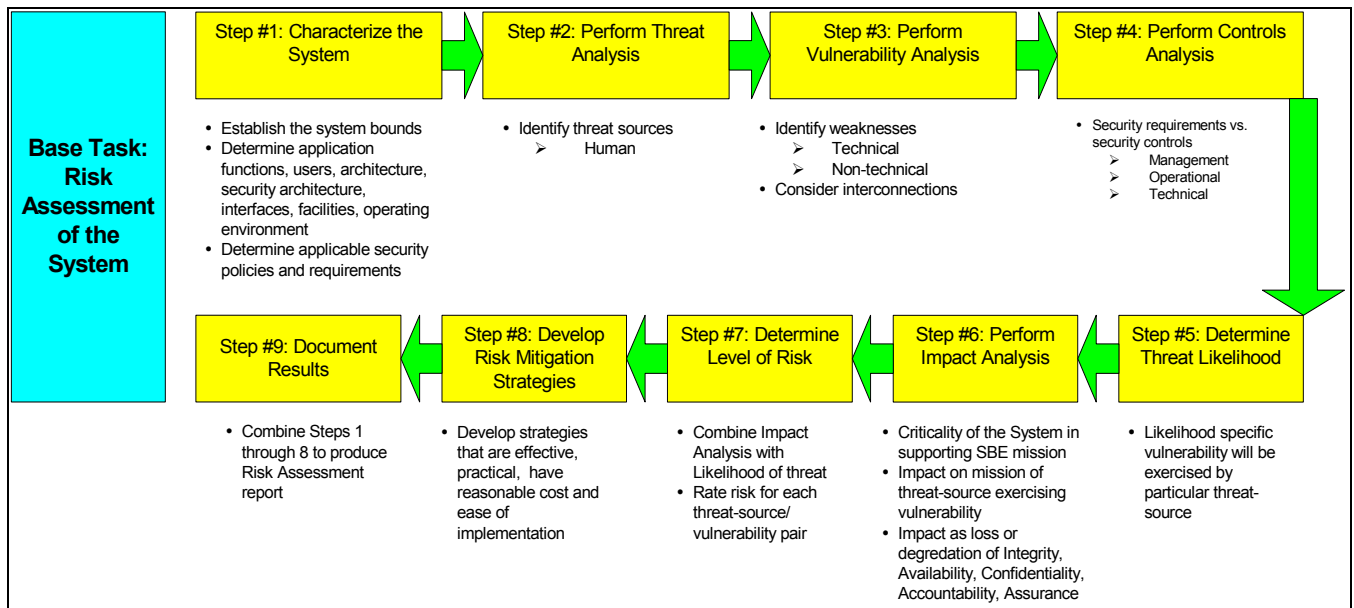 Base Task:
Risk
Assessment
of the
System
Step #1: Characterize the
System
• Establish the system bounds
• Determine application
functions, users, architecture,
security architecture,
interfaces, facilities, operating
environment
• Determine applicable security
policies and requirements
Step #2: Perform Threat
Analysis
• Identify threat sources
➢ Human
Step #3: Perform
Vulnerability Analysis
• Identify weaknesses
➢ Technical
➢ Non-technical
• Consider interconnections
Step #4: Perform Controls
Analysis
• Security requirements vs.
security controls
➢ Management
➢ Operational
➢ Technical
Step #5: Determine
Threat Likelihood
• Likelihood specific
vulnerability will be
exercised by
particular threat-
source
Step #6: Perform
Impact Analysis
• Criticality of the System in
supporting SBE mission
• Impact on mission of
threat-source exercising
vulnerability
• Impact as loss or
degredation of Integrity,
Availability, Confidentiality,
Accountability, Assurance
Step #7: Determine
Level of Risk
• Combine Impact
Analysis with
Likelihood of threat
• Rate risk for each
threat-source/
vulnerability pair
Step #8: Develop
Risk Mitigation
Strategies
• Develop strategies
that are effective,
practical, have
reasonable cost and
ease of
implementation
Step #9: Document
Results
• Combine Steps 1
through 8 to produce
Risk Assessment
report